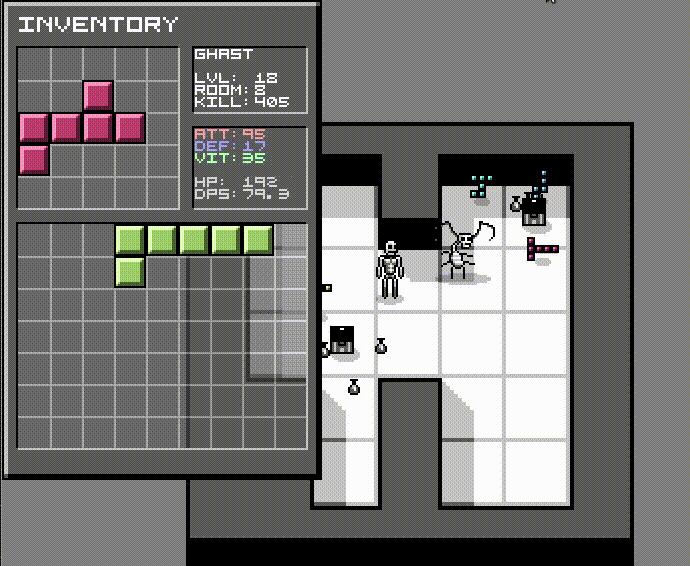 INVENTORY
GHAST
LVL: 18
ROOM: 8
KILL: 405
ATT: 95
DEF: 17
VIT: 35
HP: 192
DPS: 79.3